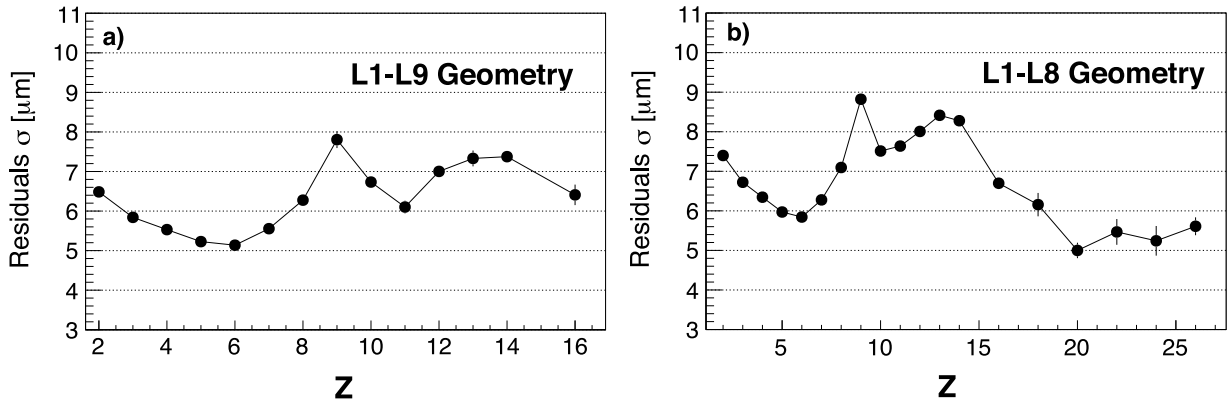 a)
L1-L9 Geometry
Residuals σ [μm]
11
10
9
8
7
6
5
4
3
2 4 6 8 10 12 14 16
Z
b)
L1-L8 Geometry
Residuals σ [μm]
11
10
9
8
7
6
5
4
3
5 10 15 20 25
Z